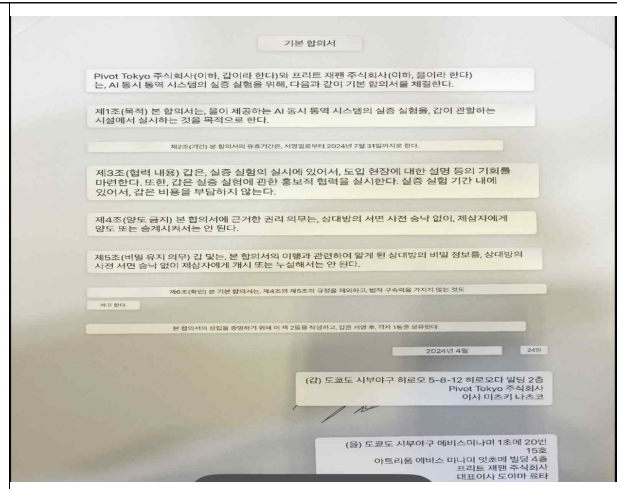 기본 합의서
Pivot Tokyo 주식회사(이하, 갑이라 한다)와 프리트 재팬 주식회사(이하, 을이라 한다)
는, AI 동시 통역 시스템의 실증 실험을 위해, 다음과 같이 기본 합의서를 체결한다.
제1조(목적) 본 합의서는, 을이 제공하는 AI 동시 통역 시스템의 실증 실험을, 갑이 관할하는
시설에서 실시하는 것을 목적으로 한다.
제2조(기간) 본 합의서의 유효기간은, 서명일로부터 2024년 7월 31일까지로 한다.
제3조(협력 내용) 갑은, 실증 실험의 실시에 있어서, 도입 현장에 대한 설명 등의 기회를
마련한다. 또한, 갑은 실증 실험에 관한 홍보적 협력을 실시한다. 실증 실험 기간 내에
있어서, 갑은 비용을 부담하지 않는다.
제4조(양도 금지) 본 합의서에 근거한 권리 의무는, 상대방의 서면 사전 승낙 없이, 제삼자에게
양도 또는 승계시켜서는 안 된다.
제5조(비밀 유지 의무) 갑 및는, 본 합의서의 이행과 관련하여 알게 된 상대방의 비밀 정보를, 상대방의
사전 서면 승낙 없이 제삼자에게 개시 또는 누설해서는 안 된다.
제6조(확인) 본 기본 합의서는, 제4조와 제5조의 규정을 제외하고, 법적 구속력을 가지지 않는 것도
라고 한다.
본 합의서의 성립을 증명하기 위해 이 책 2통을 작성하고, 갑은 서명 후, 각자 1통을 보유한다
2024년 4월 24일
(갑) 도쿄도 시부야구 히로오 5-8-12 히로오다 빌딩 2층
Pivot Tokyo 주식회사
이사 미츠키 나츠코
(을) 도쿄도 시부야구 에비스미나미 1초메 20번
15호
아트리움 에비스 미나미 잇초메 빌딩 4층
프리트 재팬 주식회사
대표이사 도이마 료타